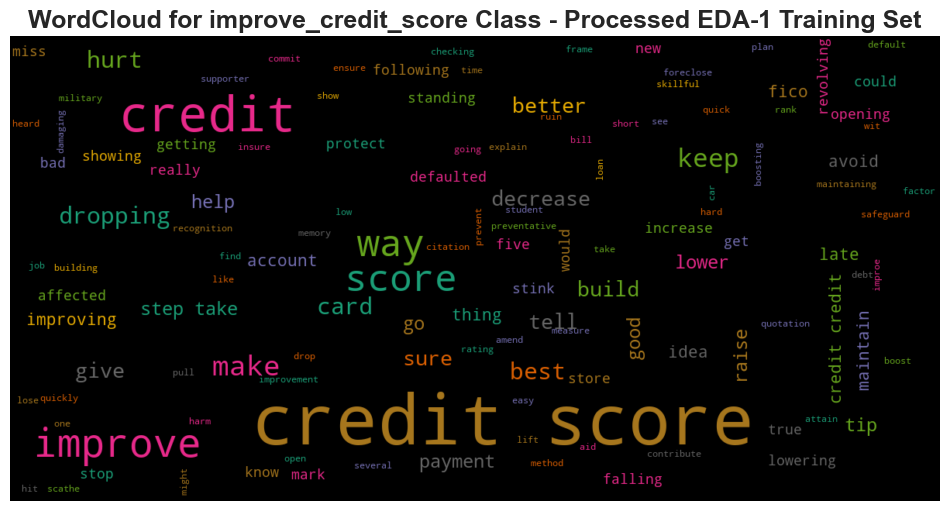 WordCloud for improve_credit_score Class - Processed EDA-1 Training Set
miss
hurt
supporter
commit
ensure
following
time
checking
frame
new
plan
default
foreclose
skillful
revolving
could
military
credit
show
standing
better
ruin
fico
quick
rank
opening
heard
damaging
getting
insure
protect
going
explain
bill
short
see
wit
bad
showing
really
defaulted
loan
keep
boosting
avoid
maintaining
factor
car
dropping
help
decrease
student
low
recognition
memory
way
citation
prevent
preventative
five
would
take
increase
hard
get
safeguard
job
building
find
like
account
score
stink
build
lower
late
debt
improe
affected
improving
step take
card
go
thing
tell
measure
amend
good
idea
raise
quotation
credit credit
maintain
boost
give
pull
make
drop
improvement
sure
rating
best
store
lose
quickly
one
harm
easy
credit score
improve
lift
aid
attain
true
tip
stop
open
know
mark
several
payment
method
contribute
lowering
falling
hit
scathe
might